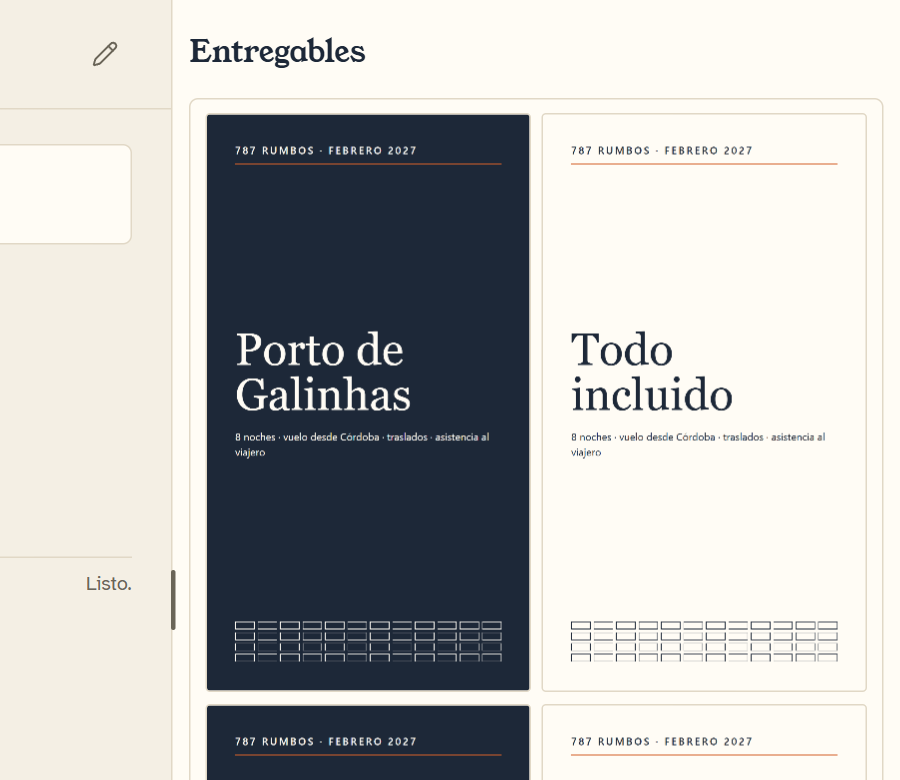 Entregables
787 RUMBOS · FEBRERO 2027
Porto de
Galinhas
8 noches · vuelo desde Córdoba · traslados · asistencia al
viajero
787 RUMBOS · FEBRERO 2027
Todo
incluido
8 noches · vuelo desde Córdoba · traslados · asistencia al
viajero
Listo.
787 RUMBOS · FEBRERO 2027
787 RUMBOS · FEBRERO 2027